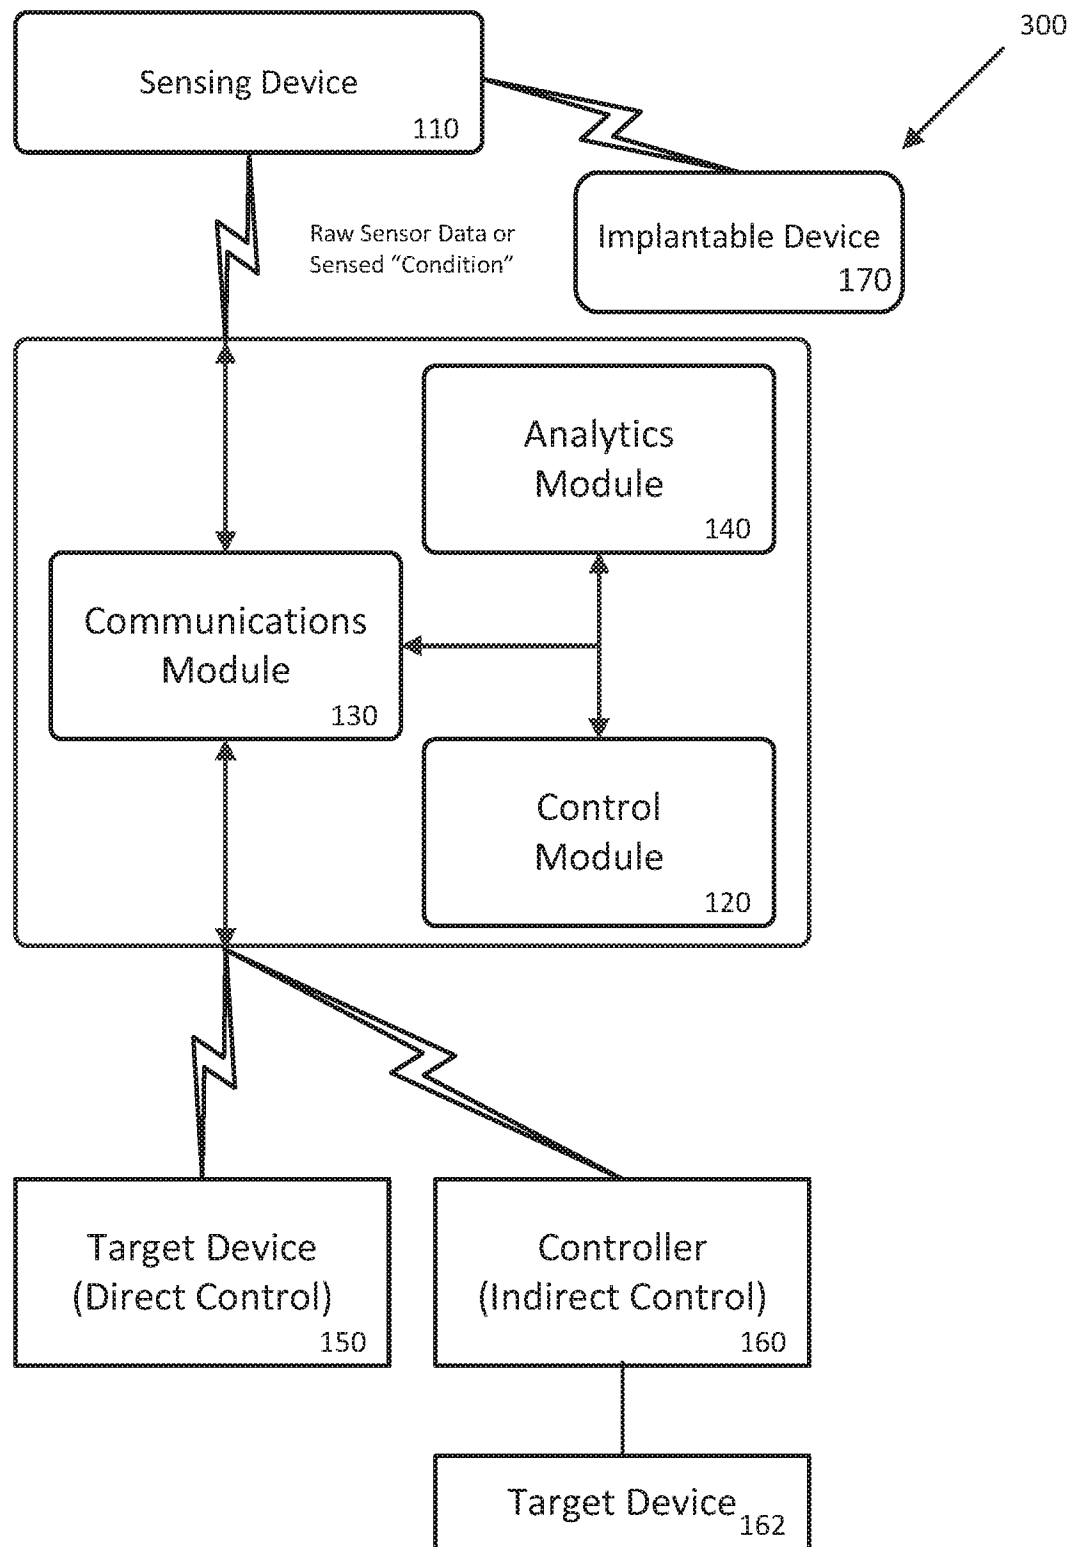 300
Sensing Device
110
Raw Sensor Data or
Sensed “Condition”
Implantable Device
170
Analytics
Module
140
Communications
Module
130
Control
Module
120
Target Device
(Direct Control)
150
Controller
(Indirect Control)
160
Target Device
162